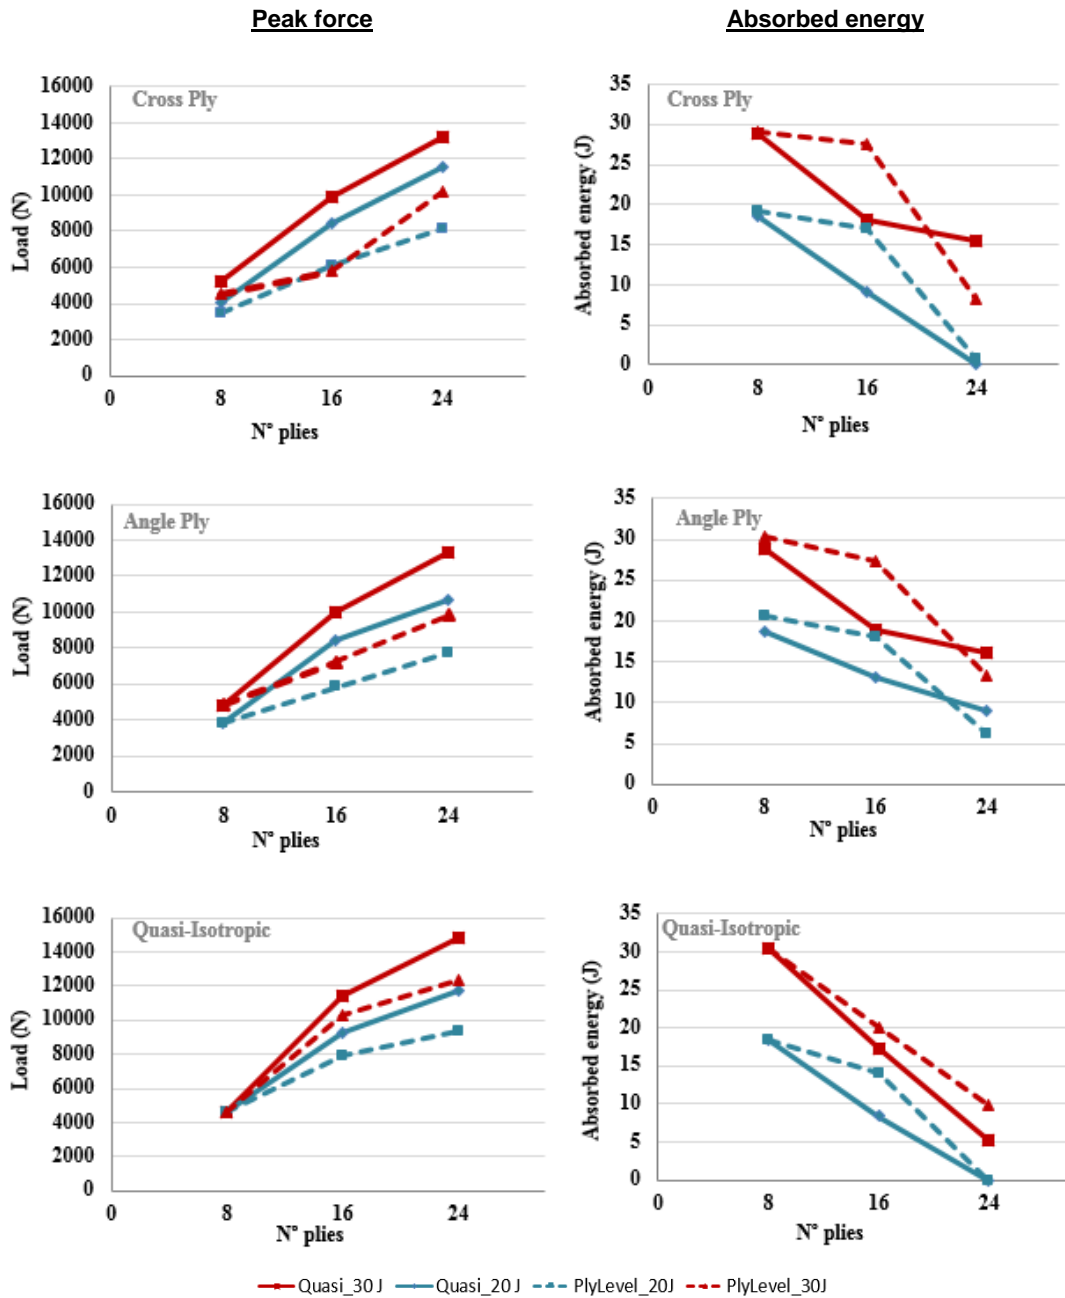 Peak force
Absorbed energy
Cross Ply
16000
14000
12000
10000
8000
6000
4000
2000
0
Load (N)
0 8 16 24
N° plies
Cross Ply
35
30
25
20
15
10
5
0
Absorbed energy (J)
0 8 16 24
N° plies
Angle Ply
16000
14000
12000
10000
8000
6000
4000
2000
0
Load (N)
0 8 16 24
N° plies
Angle Ply
35
30
25
20
15
10
5
0
Absorbed energy (J)
0 8 16 24
N° plies
Quasi-Isotropic
16000
14000
12000
10000
8000
6000
4000
2000
0
Load (N)
0 8 16 24
N° plies
Quasi-Isotropic
35
30
25
20
15
10
5
0
Absorbed energy (J)
0 8 16 24
N° plies
Quasi_30 J Quasi_20 J PlyLevel_20J PlyLevel_30J